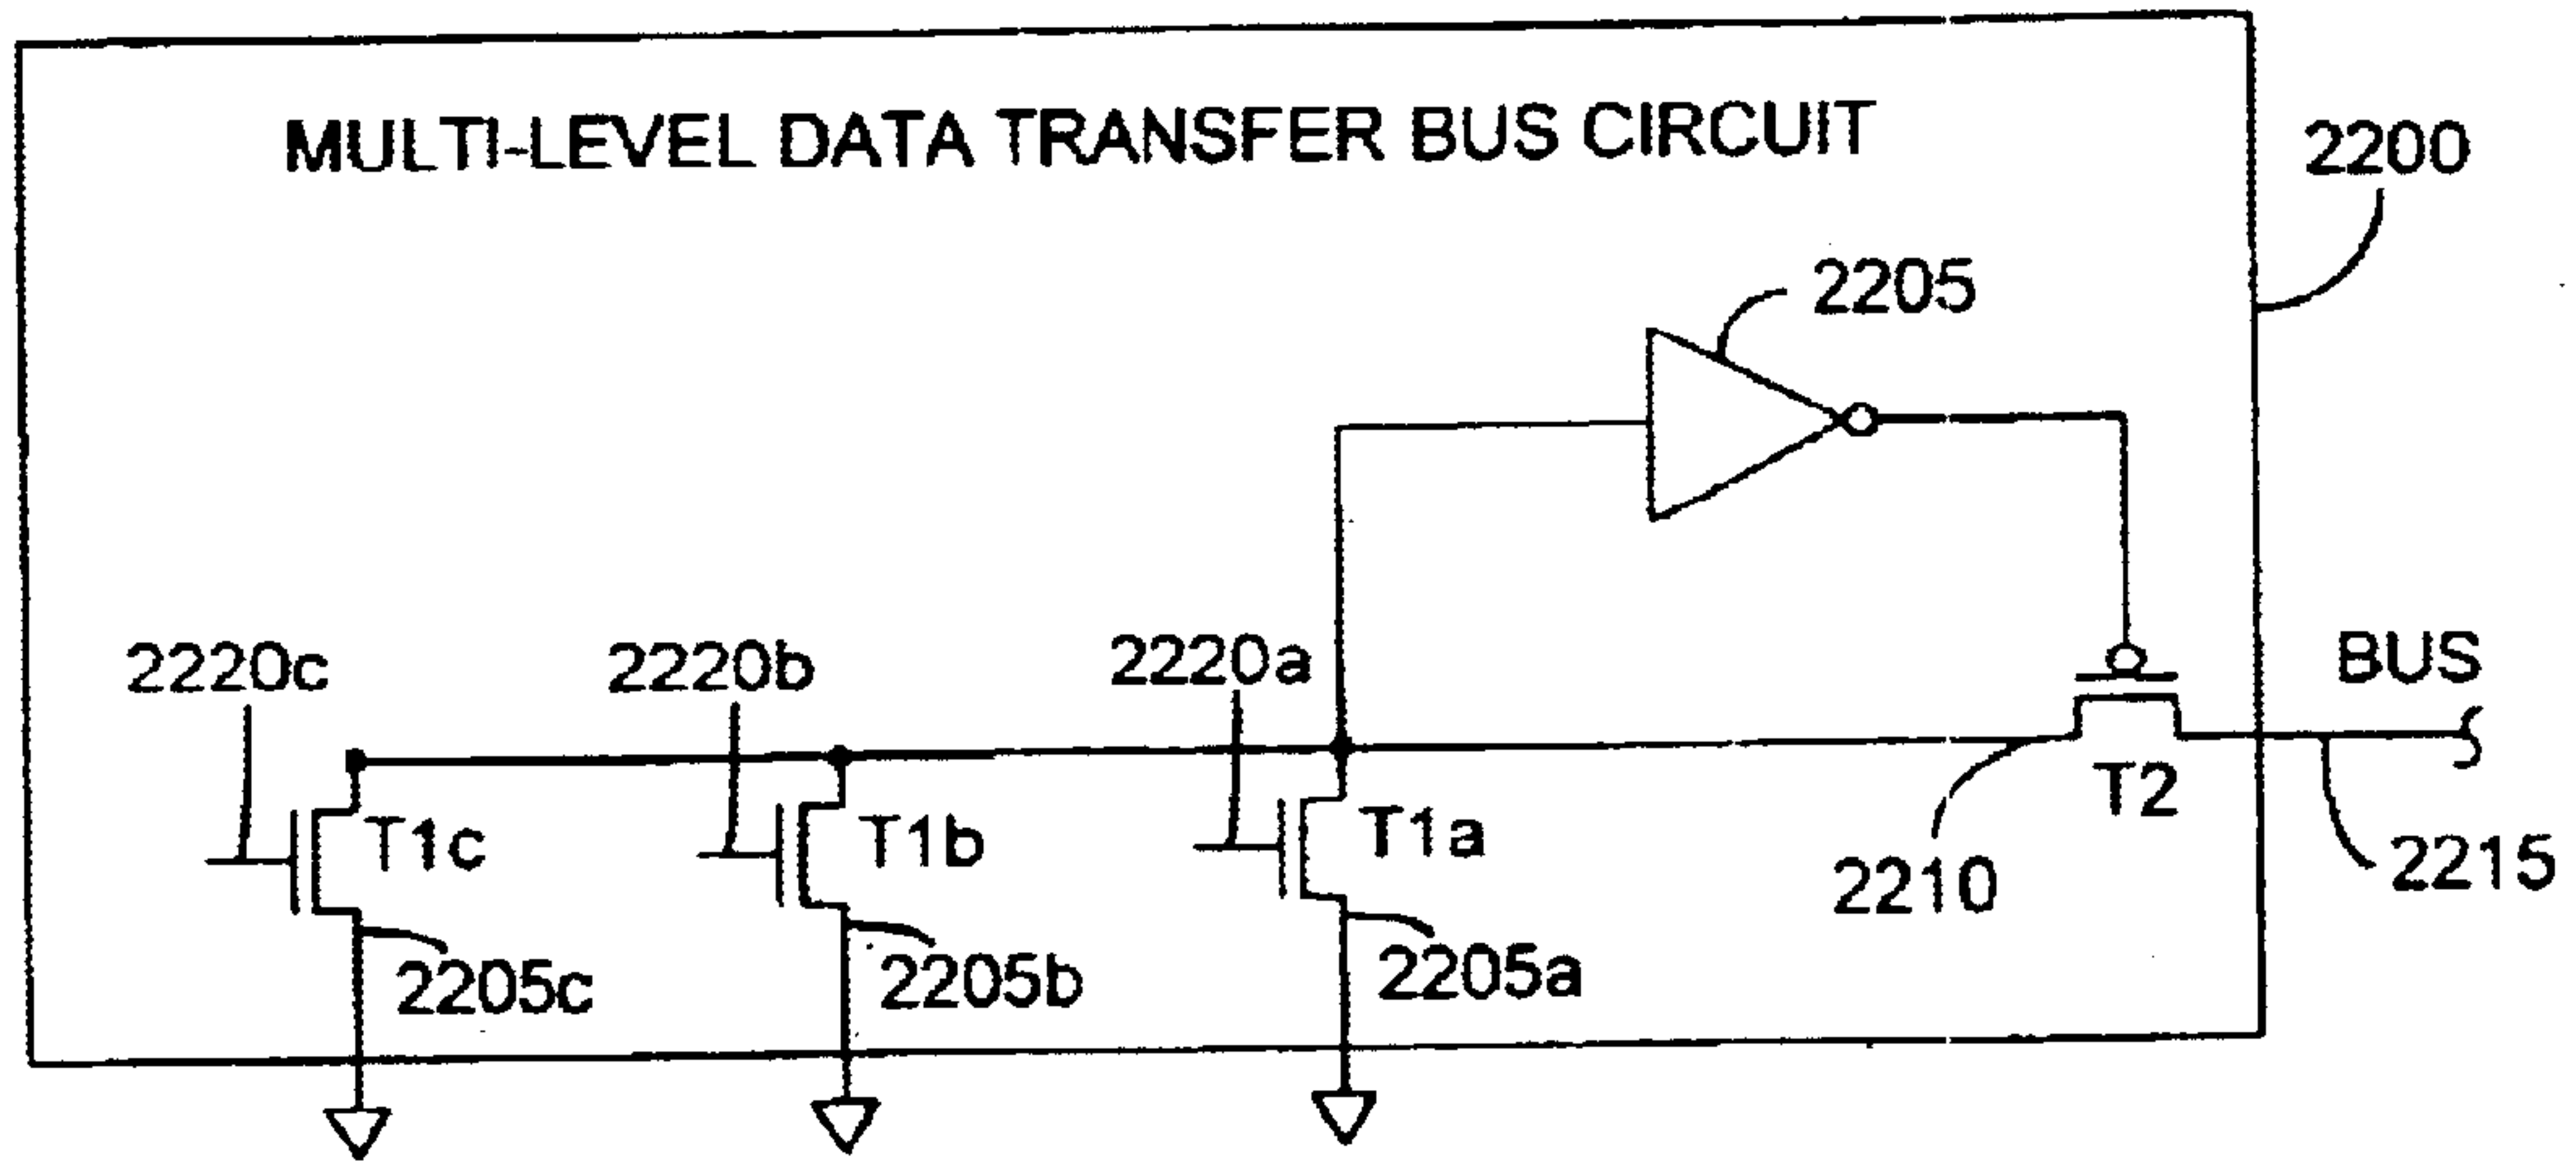 MULTI-LEVEL DATA TRANSFER BUS CIRCUIT
2200
2205
2220c
2220b
2220a
BUS
T1c
T1b
T1a
T2
2210
2215
2205c
2205b
2205a